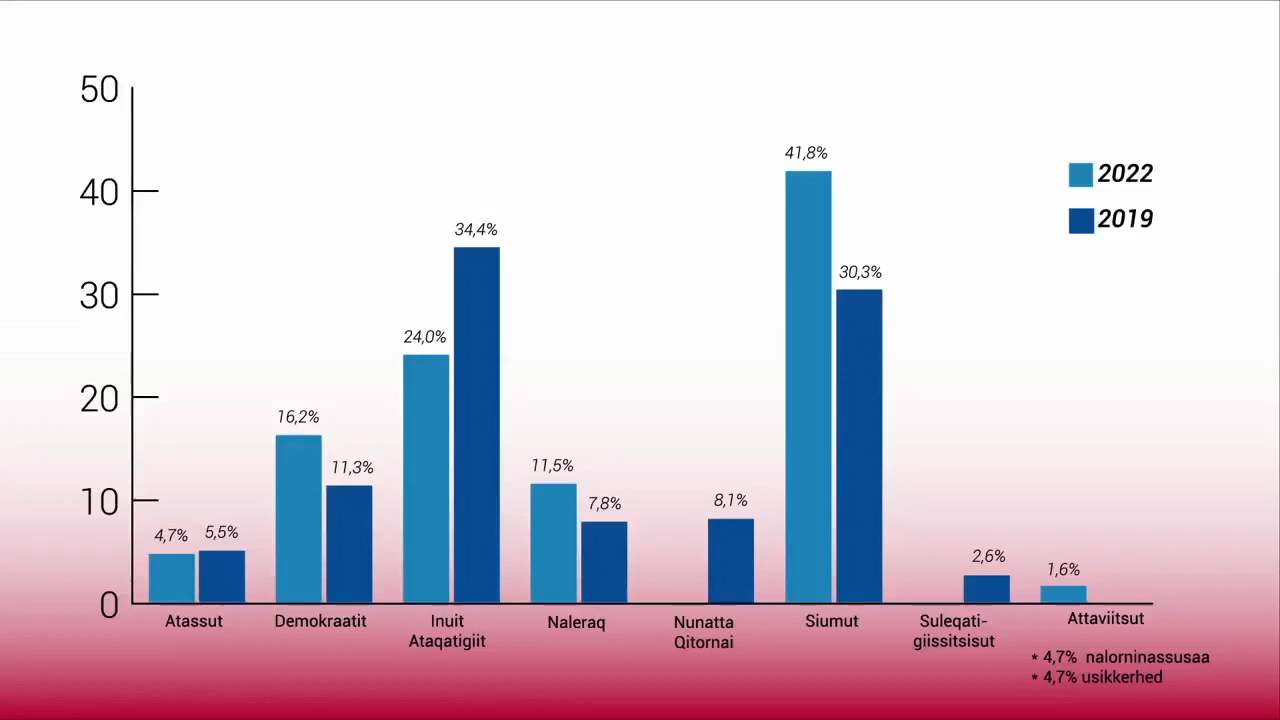 50
40
30
20
10
0
41,8%
34,4%
30,3%
24,0%
16,2%
11,3%
11,5%
7,8%
8,1%
4,7%
5,5%
2,6%
1,6%
2022
2019
Atassut
Demokraatit
Inuit
Ataqatigiit
Naleraq
Nunatta
Qitornai
Siumut
Suleqati-
giissitsisut
Attaviitsut
* 4,7% nalorninassusaa
* 4,7% usikkerhed